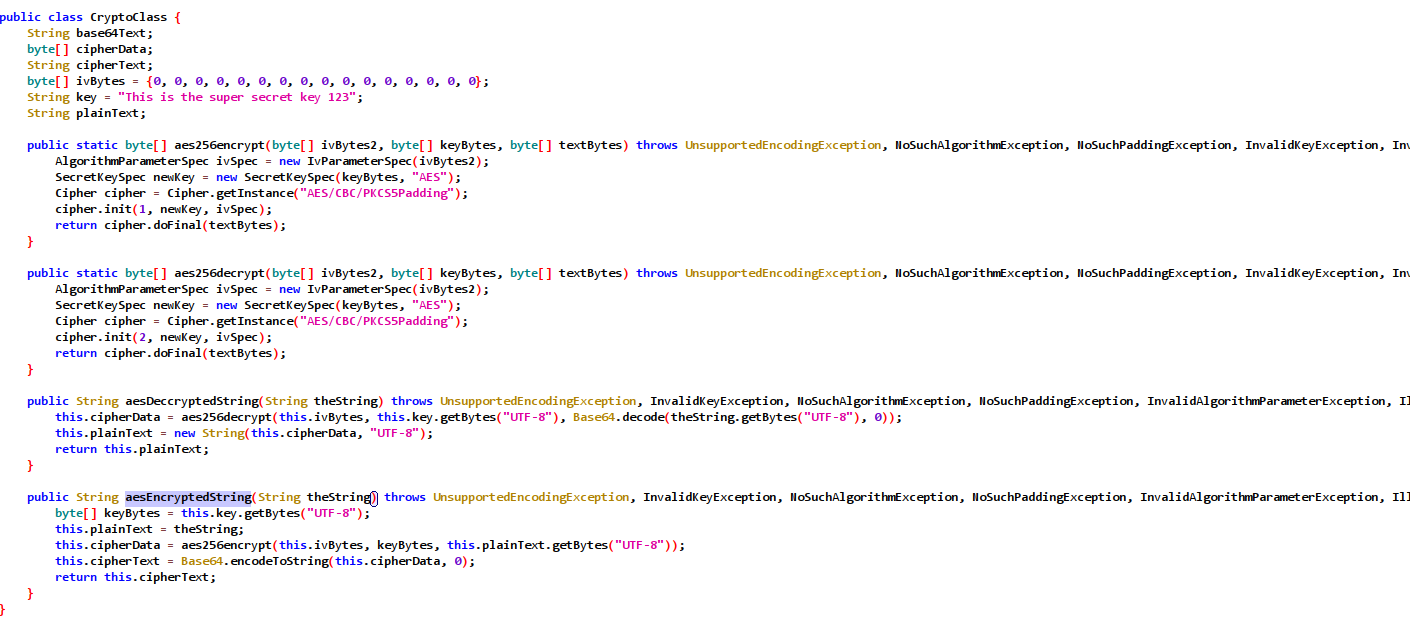 public class CryptoClass {
    String base64Text;
    byte[] cipherData;
    String cipherText;
    byte[] ivBytes = {0, 0, 0, 0, 0, 0, 0, 0, 0, 0, 0, 0, 0, 0, 0, 0};
    String key = "This is the super secret key 123";
    String plainText;

    public static byte[] aes256encrypt(byte[] ivBytes2, byte[] keyBytes, byte[] textBytes) throws UnsupportedEncodingException, NoSuchAlgorithmException, NoSuchPaddingException, InvalidKeyException, Inv
        AlgorithmParameterSpec ivSpec = new IvParameterSpec(ivBytes2);
        SecretKeySpec newKey = new SecretKeySpec(keyBytes, "AES");
        Cipher cipher = Cipher.getInstance("AES/CBC/PKCS5Padding");
        cipher.init(1, newKey, ivSpec);
        return cipher.doFinal(textBytes);
    }

    public static byte[] aes256decrypt(byte[] ivBytes2, byte[] keyBytes, byte[] textBytes) throws UnsupportedEncodingException, NoSuchAlgorithmException, NoSuchPaddingException, InvalidKeyException, Inv
        AlgorithmParameterSpec ivSpec = new IvParameterSpec(ivBytes2);
        SecretKeySpec newKey = new SecretKeySpec(keyBytes, "AES");
        Cipher cipher = Cipher.getInstance("AES/CBC/PKCS5Padding");
        cipher.init(2, newKey, ivSpec);
        return cipher.doFinal(textBytes);
    }

    public String aesDeccryptedString(String theString) throws UnsupportedEncodingException, InvalidKeyException, NoSuchAlgorithmException, NoSuchPaddingException, InvalidAlgorithmParameterException, Il
        this.cipherData = aes256decrypt(this.ivBytes, this.key.getBytes("UTF-8"), Base64.decode(theString.getBytes("UTF-8"), 0));
        this.plainText = new String(this.cipherData, "UTF-8");
        return this.plainText;
    }

    public String aesEncryptedString(String theString) throws UnsupportedEncodingException, InvalidKeyException, NoSuchAlgorithmException, NoSuchPaddingException, InvalidAlgorithmParameterException, Ill
        byte[] keyBytes = this.key.getBytes("UTF-8");
        this.plainText = theString;
        this.cipherData = aes256encrypt(this.ivBytes, keyBytes, this.plainText.getBytes("UTF-8"));
        this.cipherText = Base64.encodeToString(this.cipherData, 0);
        return this.cipherText;
    }
}